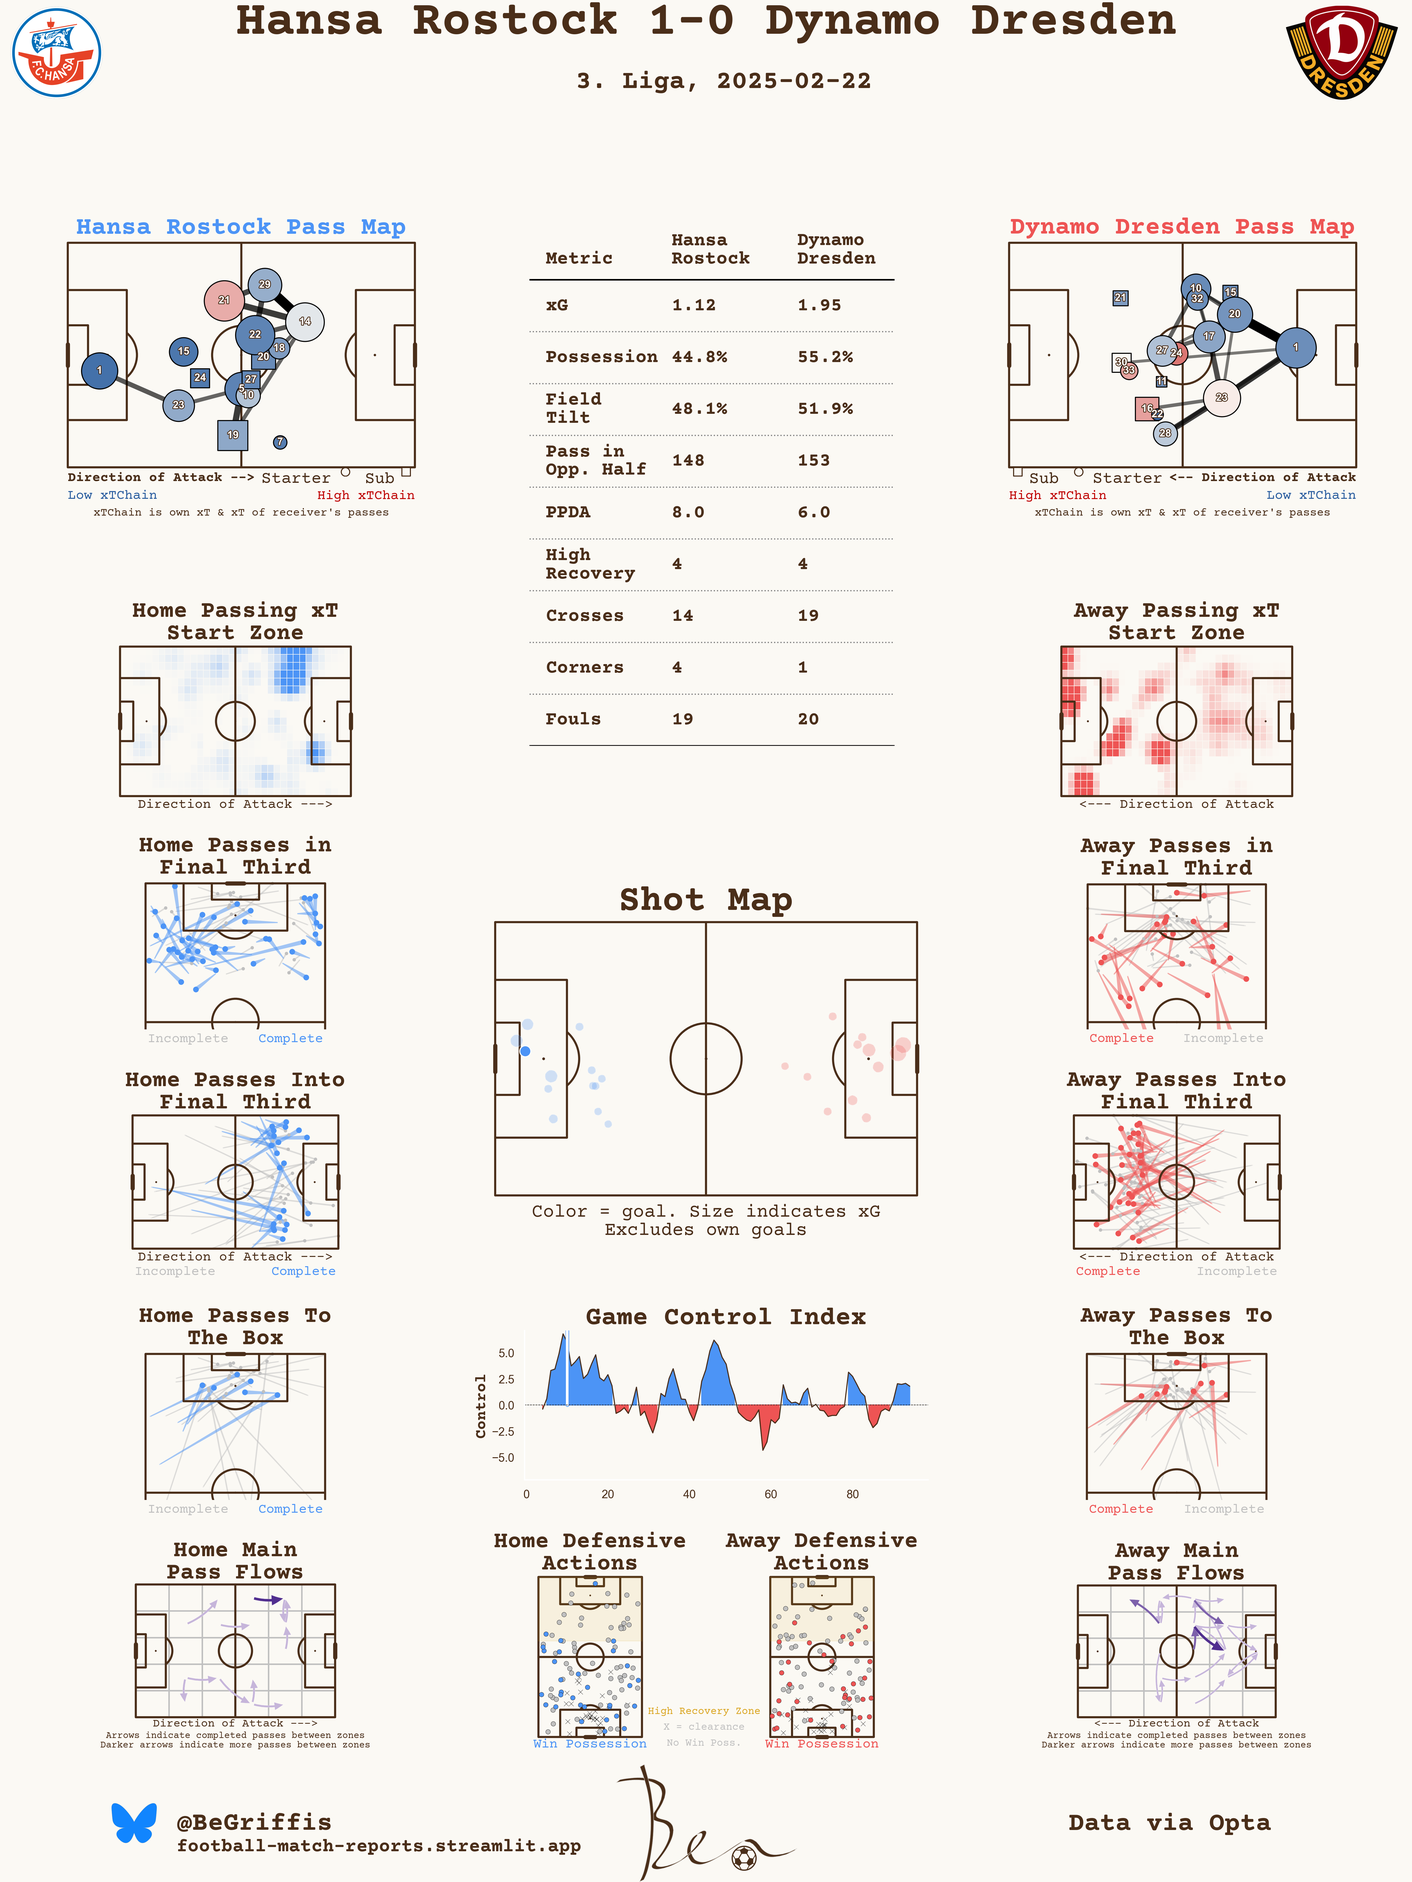 Hansa Rostock 1-0 Dynamo Dresden
3. Liga, 2025-02-22
F.C. HANSA
D
DRESDEN
Hansa Rostock Pass Map
29
21
14
22
18
20
15
1
24
27
5
10
23
19
7
Direction of Attack --> Starter Sub
Low xTChain High xTChain
xTChain is own xT & xT of receiver's passes
Metric Hansa Rostock Dynamo Dresden
xG 1.12 1.95
Possession 44.8% 55.2%
Field Tilt 48.1% 51.9%
Pass in Opp. Half 148 153
PPDA 8.0 6.0
High Recovery 4 4
Crosses 14 19
Corners 4 1
Fouls 19 20
Dynamo Dresden Pass Map
10
15
32
21
20
17
1
27
24
30
33
11
23
16
22
28
Sub Starter <-- Direction of Attack
High xTChain Low xTChain
xTChain is own xT & xT of receiver's passes
Home Passing xT
Start Zone
Direction of Attack --->
Away Passing xT
Start Zone
<--- Direction of Attack
Home Passes in
Final Third
Incomplete Complete
Away Passes in
Final Third
Complete Incomplete
Shot Map
Color = goal. Size indicates xG
Excludes own goals
Home Passes Into
Final Third
Direction of Attack --->
Incomplete Complete
Away Passes Into
Final Third
<--- Direction of Attack
Complete Incomplete
Home Passes To
The Box
Incomplete Complete
Game Control Index
Control
5.0
2.5
0.0
−2.5
−5.0
0 20 40 60 80
Away Passes To
The Box
Complete Incomplete
Home Main
Pass Flows
Direction of Attack --->
Arrows indicate completed passes between zones
Darker arrows indicate more passes between zones
Home Defensive
Actions
Win Possession
High Recovery Zone
X = clearance
No Win Poss.
Away Defensive
Actions
Win Possession
Away Main
Pass Flows
<--- Direction of Attack
Arrows indicate completed passes between zones
Darker arrows indicate more passes between zones
@BeGriffis
football-match-reports.streamlit.app
Ben
Data via Opta